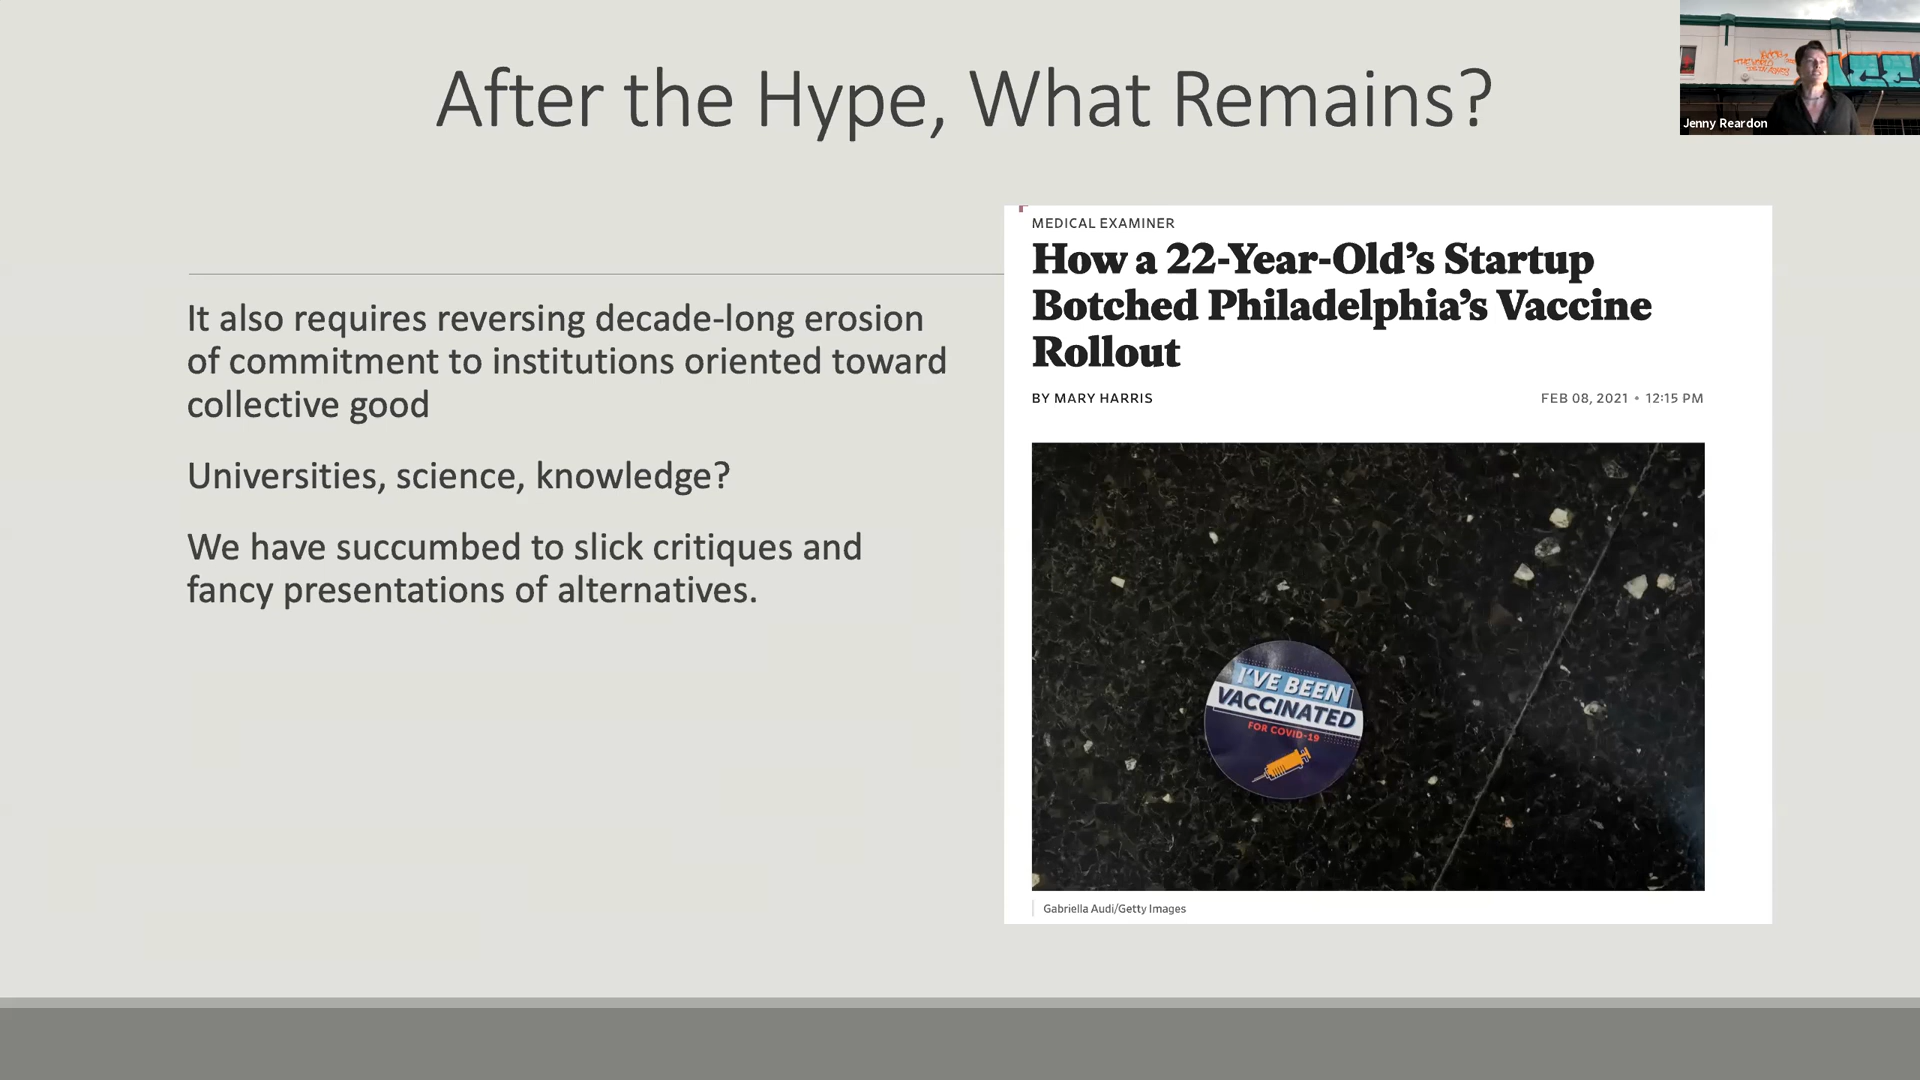 After the Hype, What Remains?
Jenny Reardon
It also requires reversing decade-long erosion
of commitment to institutions oriented toward
collective good
Universities, science, knowledge?
We have succumbed to slick critiques and
fancy presentations of alternatives.
MEDICAL EXAMINER
How a 22-Year-Old’s Startup
Botched Philadelphia’s Vaccine
Rollout
BY MARY HARRIS
FEB 08, 2021 • 12:15 PM
I'VE BEEN
VACCINATED
FOR COVID-19
Gabriella Audi/Getty Images